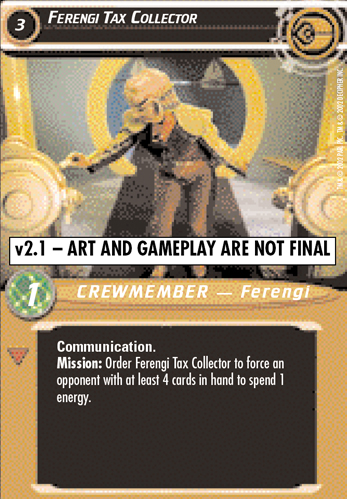 3
FERENGI TAX COLLECTOR
v2.1 – ART AND GAMEPLAY ARE NOT FINAL
1
CREWMEMBER — Ferengi
Communication.
Mission: Order Ferengi Tax Collector to force an
opponent with at least 4 cards in hand to spend 1
energy.